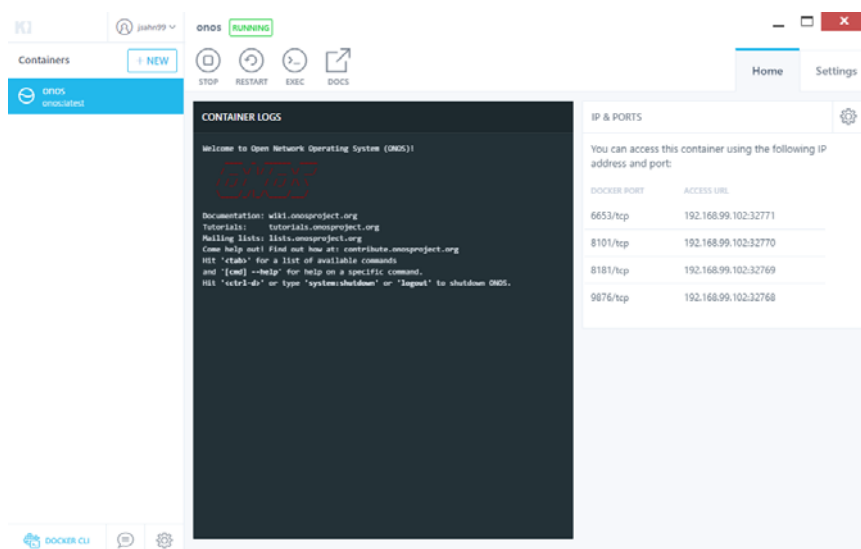 jsahn99
onos RUNNING
Containers
+ NEW
onos
onos:latest
STOP RESTART EXEC DOCS
Home Settings
CONTAINER LOGS
Welcome to Open Network Operating System (ONOS)!
Documentation: wiki.onosproject.org
Tutorials: tutorials.onosproject.org
Mailing lists: lists.onosproject.org
Come help out! Find out how at: contribute.onosproject.org
Hit '<tab>' for a list of available commands
and '[cmd] --help' for help on a specific command.
Hit '<ctrl-d>' or type 'system:shutdown' or 'logout' to shutdown ONOS.
IP & PORTS
You can access this container using the following IP
address and port:
DOCKER PORT ACCESS URL
6653/tcp 192.168.99.102:32771
8101/tcp 192.168.99.102:32770
8181/tcp 192.168.99.102:32769
9876/tcp 192.168.99.102:32768
DOCKER CLI